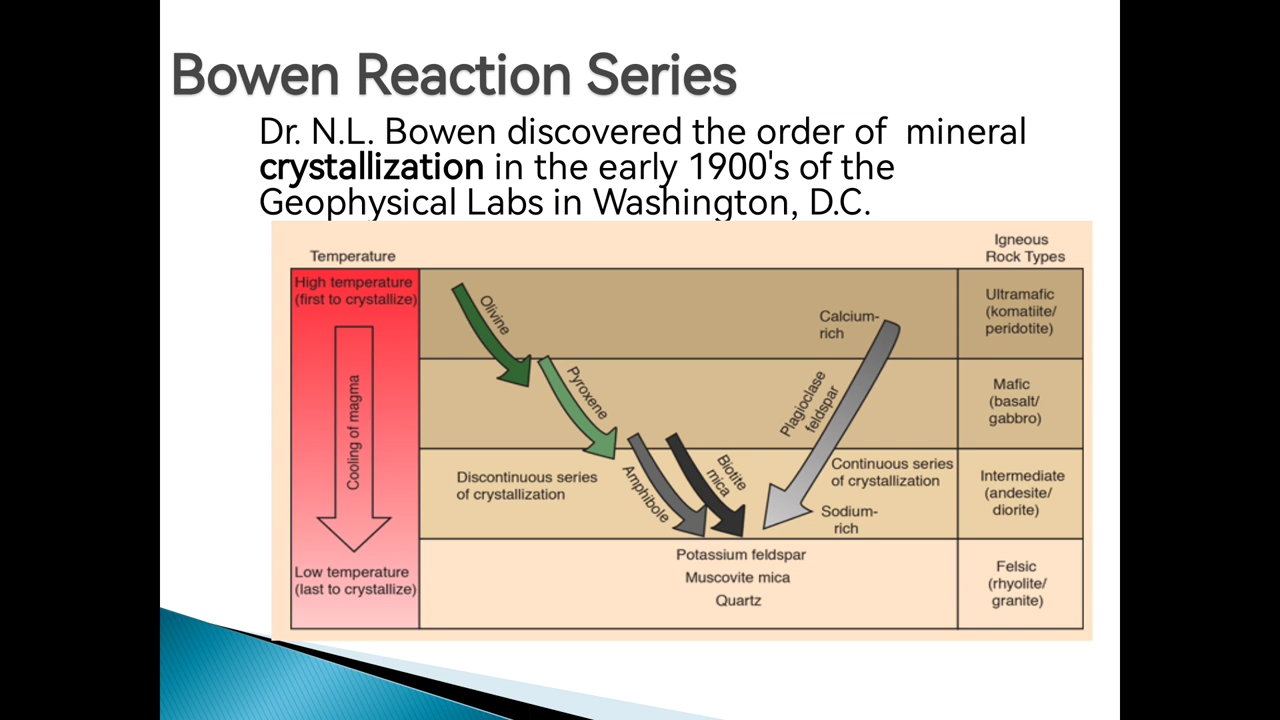 Bowen Reaction Series
Dr. N.L. Bowen discovered the order of  mineral
crystallization in the early 1900's of the
Geophysical Labs in Washington, D.C.
Temperature
Igneous
Rock Types
High temperature
(first to crystallize)
Cooling of magma
Low temperature
(last to crystallize)
Olivine
Pyroxene
Amphibole
Biotite
mica
Discontinuous series
of crystallization
Calcium-
rich
Plagioclase
feldspar
Continuous series
of crystallization
Sodium-
rich
Potassium feldspar
Muscovite mica
Quartz
Ultramafic
(komatiite/
peridotite)
Mafic
(basalt/
gabbro)
Intermediate
(andesite/
diorite)
Felsic
(rhyolite/
granite)